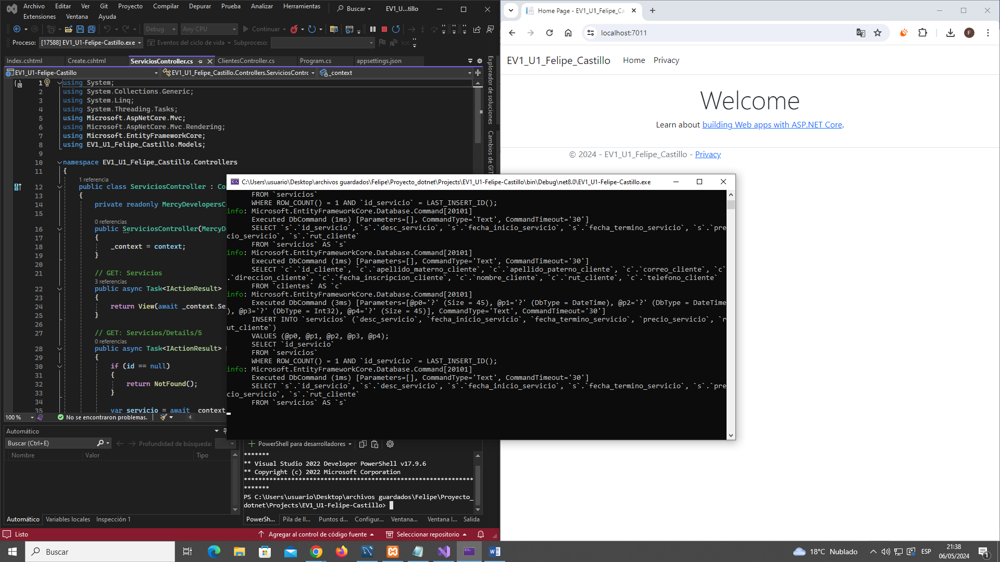 Archivo Editar Ver Git Proyecto Compilar Depurar Prueba Analizar Herramientas Buscar EV1_U...tillo
Extensiones Ventana Ayuda
Debug Any CPU Continuar
Proceso: [17588] EV1_U1-Felipe-Castillo.exe Eventos del ciclo de vida Subproceso:
Index.cshtml Create.cshtml ServiciosController.cs ClientesController.cs Program.cs appsettings.json
EV1_U1-Felipe-Castillo EV1_U1_Felipe_Castillo.Controllers.ServiciosContro _context
1 using System;
2 using System.Collections.Generic;
3 using System.Linq;
4 using System.Threading.Tasks;
5 using Microsoft.AspNetCore.Mvc;
6 using Microsoft.AspNetCore.Mvc.Rendering;
7 using Microsoft.EntityFrameworkCore;
8 using EV1_U1_Felipe_Castillo.Models;
9
10 namespace EV1_U1_Felipe_Castillo.Controllers
11 {
1 referencia
12 public class ServiciosController : Co
13 {
14 private readonly MercyDevelopersC
15
0 referencias
16 public ServiciosController(MercyDe
17 {
18 _context = context;
19 }
20
21 // GET: Servicios
3 referencias
22 public async Task<IActionResult>
23 {
24 return View(await _context.Se
25 }
26
27 // GET: Servicios/Details/5
0 referencias
28 public async Task<IActionResult>
29 {
30 if (id == null)
31 {
32 return NotFound();
33 }
34
35 var servicio = await _context
100 % No se encontraron problemas.
Explorador de soluciones
Cambios de GIT
Automático
Buscar (Ctrl+E) Profundidad de búsqueda:
Nombre Valor Tipo
Automático Variables locales Inspección 1
PowerShell para desarrolladores
*******
** Visual Studio 2022 Developer PowerShell v17.9.6
** Copyright (c) 2022 Microsoft Corporation
**********************************************************
*******
PS C:\Users\usuario\Desktop\archivos guardados\Felipe\Proyecto_
dotnet\Projects\EV1_U1-Felipe-Castillo>
PowerSh... Pila de ll... Puntos d... Configur... Ventana... Ventana I... Salida
Listo Agregar al control de código fuente Seleccionar repositorio
C:\Users\usuario\Desktop\archivos guardados\Felipe\Proyecto_dotnet\Projects\EV1_U1-Felipe-Castillo\bin\Debug\net8.0\EV1_U1-Felipe-Castillo.exe
FROM `servicios`
WHERE ROW_COUNT() = 1 AND `id_servicio` = LAST_INSERT_ID();
info: Microsoft.EntityFrameworkCore.Database.Command[20101]
Executed DbCommand (1ms) [Parameters=[], CommandType='Text', CommandTimeout='30']
SELECT `s`.`id_servicio`, `s`.`desc_servicio`, `s`.`fecha_inicio_servicio`, `s`.`fecha_termino_servicio`, `s`.`pre
cio_servicio`, `s`.`rut_cliente`
FROM `servicios` AS `s`
info: Microsoft.EntityFrameworkCore.Database.Command[20101]
Executed DbCommand (1ms) [Parameters=[], CommandType='Text', CommandTimeout='30']
SELECT `c`.`id_cliente`, `c`.`apellido_materno_cliente`, `c`.`apellido_paterno_cliente`, `c`.`correo_cliente`, `c`
.`direccion_cliente`, `c`.`fecha_inscripcion_cliente`, `c`.`nombre_cliente`, `c`.`rut_cliente`, `c`.`telefono_cliente`
FROM `clientes` AS `c`
info: Microsoft.EntityFrameworkCore.Database.Command[20101]
Executed DbCommand (3ms) [Parameters=[@p0='?' (Size = 45), @p1='?' (DbType = DateTime), @p2='?' (DbType = DateTime
), @p3='?' (DbType = Int32), @p4='?' (Size = 45)], CommandType='Text', CommandTimeout='30']
INSERT INTO `servicios` (`desc_servicio`, `fecha_inicio_servicio`, `fecha_termino_servicio`, `precio_servicio`, `r
ut_cliente`)
VALUES (@p0, @p1, @p2, @p3, @p4);
SELECT `id_servicio`
FROM `servicios`
WHERE ROW_COUNT() = 1 AND `id_servicio` = LAST_INSERT_ID();
info: Microsoft.EntityFrameworkCore.Database.Command[20101]
Executed DbCommand (1ms) [Parameters=[], CommandType='Text', CommandTimeout='30']
SELECT `s`.`id_servicio`, `s`.`desc_servicio`, `s`.`fecha_inicio_servicio`, `s`.`fecha_termino_servicio`, `s`.`pre
cio_servicio`, `s`.`rut_cliente`
FROM `servicios` AS `s`
Home Page - EV1_U1_Felipe_Ca
localhost:7011
F
EV1_U1_Felipe_Castillo Home Privacy
Welcome
Learn about building Web apps with ASP.NET Core.
© 2024 - EV1_U1_Felipe_Castillo - Privacy
Buscar
18°C Nublado ESP 21:38
06/05/2024
1